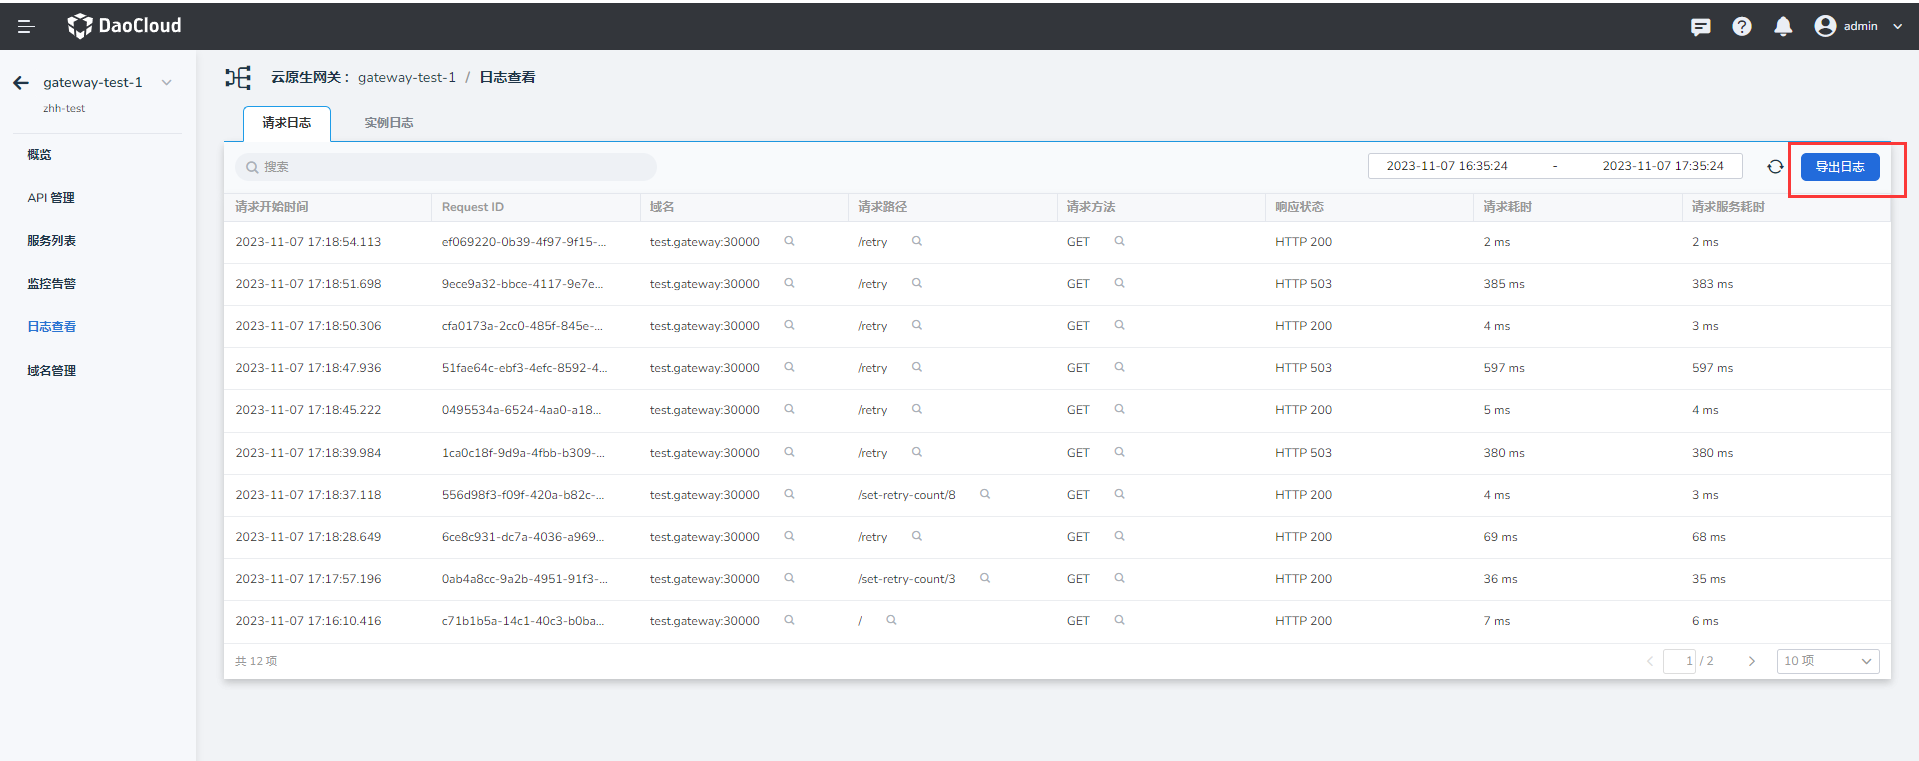 DaoCloud
admin
gateway-test-1
zhh-test
概览
API 管理
服务列表
监控告警
日志查看
域名管理
云原生网关： gateway-test-1 / 日志查看
请求日志 实例日志
搜索 2023-11-07 16:35:24 - 2023-11-07 17:35:24 导出日志
请求开始时间 Request ID 域名 请求路径 请求方法 响应状态 请求耗时 请求服务耗时
2023-11-07 17:18:54.113 ef069220-0b39-4f97-9f15-... test.gateway:30000 /retry GET HTTP 200 2 ms 2 ms
2023-11-07 17:18:51.698 9ece9a32-bbce-4117-9e7e... test.gateway:30000 /retry GET HTTP 503 385 ms 383 ms
2023-11-07 17:18:50.306 cfa0173a-2cc0-485f-845e-... test.gateway:30000 /retry GET HTTP 200 4 ms 3 ms
2023-11-07 17:18:47.936 51fae64c-ebf3-4efc-8592-4... test.gateway:30000 /retry GET HTTP 503 597 ms 597 ms
2023-11-07 17:18:45.222 0495534a-6524-4aa0-a18... test.gateway:30000 /retry GET HTTP 200 5 ms 4 ms
2023-11-07 17:18:39.984 1ca0c18f-9d9a-4fbb-b309-... test.gateway:30000 /retry GET HTTP 503 380 ms 380 ms
2023-11-07 17:18:37.118 556d98f3-f09f-420a-b82c-... test.gateway:30000 /set-retry-count/8 GET HTTP 200 4 ms 3 ms
2023-11-07 17:18:28.649 6ce8c931-dc7a-4036-a969... test.gateway:30000 /retry GET HTTP 200 69 ms 68 ms
2023-11-07 17:17:57.196 0ab4a8cc-9a2b-4951-91f3-... test.gateway:30000 /set-retry-count/3 GET HTTP 200 36 ms 35 ms
2023-11-07 17:16:10.416 c71b1b5a-14c1-40c3-b0ba... test.gateway:30000 / GET HTTP 200 7 ms 6 ms
共 12 项 1 / 2 10 项